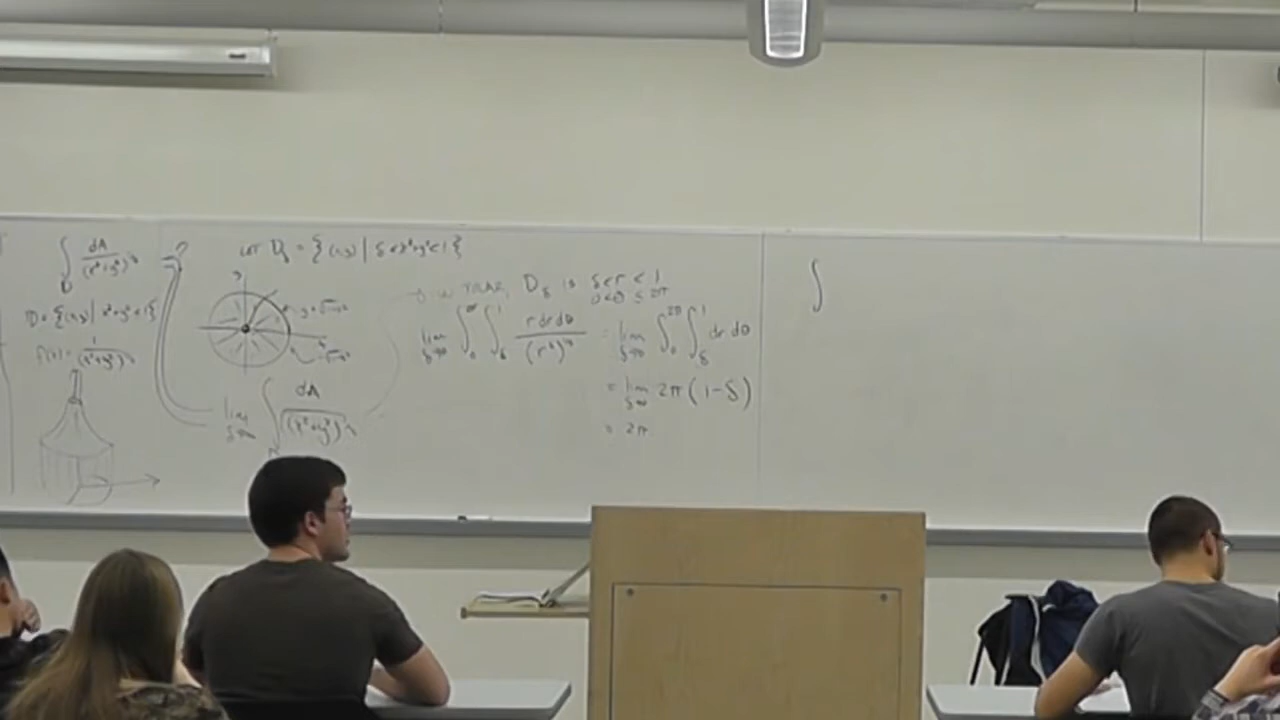 ∫_D dA/(x²+y²)^½ = ?
D = {(x,y) | x²+y² < 1}
f(x) = 1/(x²+y²)^½
LET D_δ = {(x,y) | δ < x²+y² < 1}
y
lim_{δ→0} ∫ dA/(x²+y²)^½
D_δ IS δ < r < 1
0 < θ ≤ 2π
lim_{δ→0} ∫_0^{2π} ∫_δ^1 r dr dθ/(r²)^½ = lim_{δ→0} ∫_0^{2π} ∫_δ^1 dr dθ
= lim_{δ→0} 2π(1-δ)
= 2π
∫